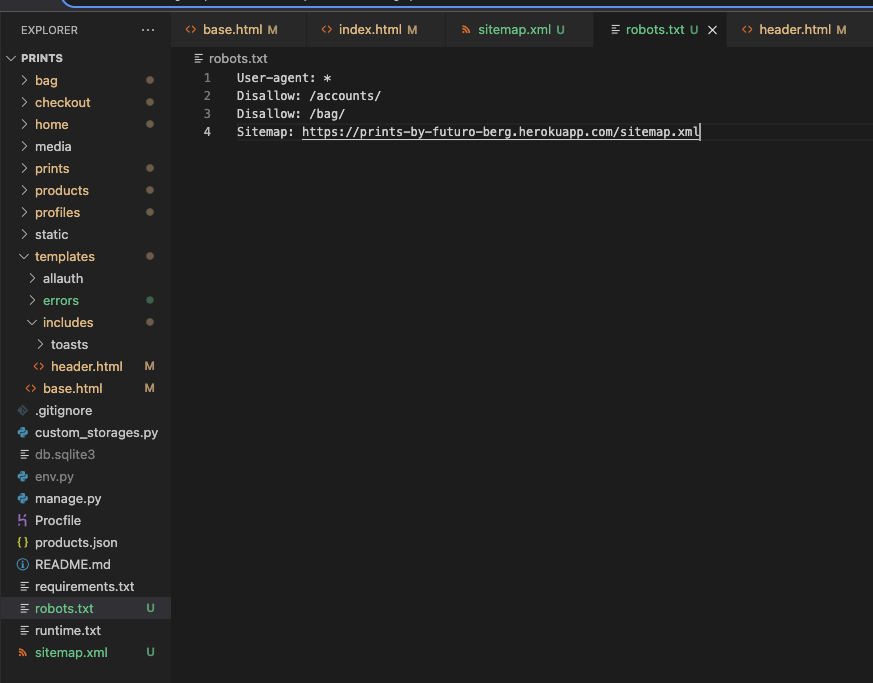 EXPLORER
PRINTS
bag
checkout
home
media
prints
products
profiles
static
templates
allauth
errors
includes
toasts
header.html M
base.html M
.gitignore
custom_storages.py
db.sqlite3
env.py
manage.py
Procfile
products.json
README.md
requirements.txt
robots.txt U
runtime.txt
sitemap.xml U
base.html M
index.html M
sitemap.xml U
robots.txt U
header.html M
robots.txt
1 User-agent: *
2 Disallow: /accounts/
3 Disallow: /bag/
4 Sitemap: https://prints-by-futuro-berg.herokuapp.com/sitemap.xml